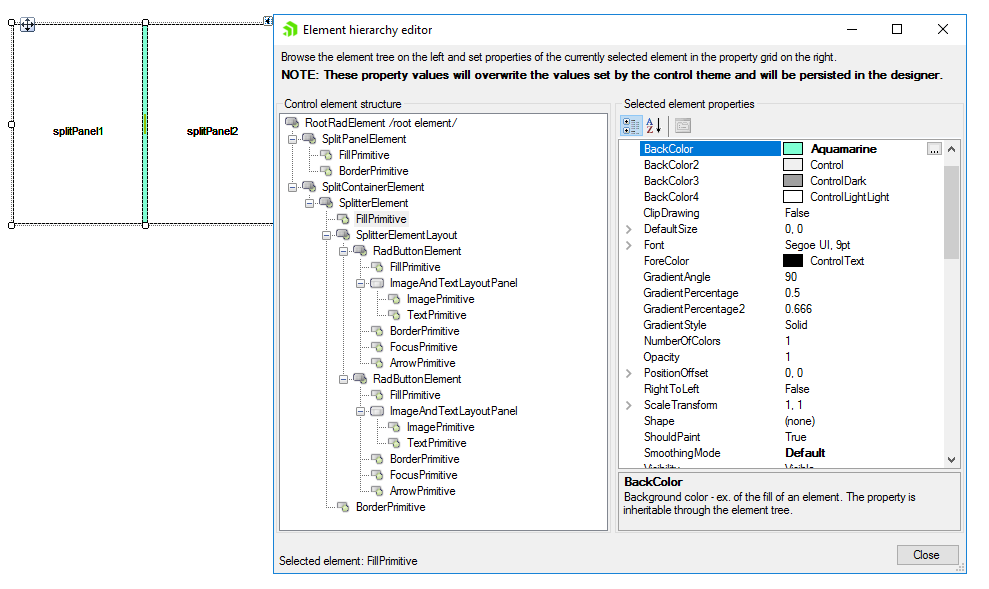 Element hierarchy editor
Browse the element tree on the left and set properties of the currently selected element in the property grid on the right.
NOTE: These property values will overwrite the values set by the control theme and will be persisted in the designer.
splitPanel1
splitPanel2
Control element structure
RootRadElement /root element/
SplitPanelElement
FillPrimitive
BorderPrimitive
SplitContainerElement
SplitterElement
FillPrimitive
SplitterElementLayout
RadButtonElement
FillPrimitive
ImageAndTextLayoutPanel
ImagePrimitive
TextPrimitive
BorderPrimitive
FocusPrimitive
ArrowPrimitive
RadButtonElement
FillPrimitive
ImageAndTextLayoutPanel
ImagePrimitive
TextPrimitive
BorderPrimitive
FocusPrimitive
ArrowPrimitive
BorderPrimitive
Selected element properties
BackColor Aquamarine ...
BackColor2 Control
BackColor3 ControlDark
BackColor4 ControlLightLight
ClipDrawing False
DefaultSize 0, 0
Font Segoe UI, 9pt
ForeColor ControlText
GradientAngle 90
GradientPercentage 0.5
GradientPercentage2 0.666
GradientStyle Solid
NumberOfColors 1
Opacity 1
PositionOffset 0, 0
RightToLeft False
ScaleTransform 1, 1
Shape (none)
ShouldPaint True
SmoothingMode Default
Visibility Visible
BackColor
Background color - ex. of the fill of an element. The property is
inheritable through the element tree.
Selected element: FillPrimitive
Close